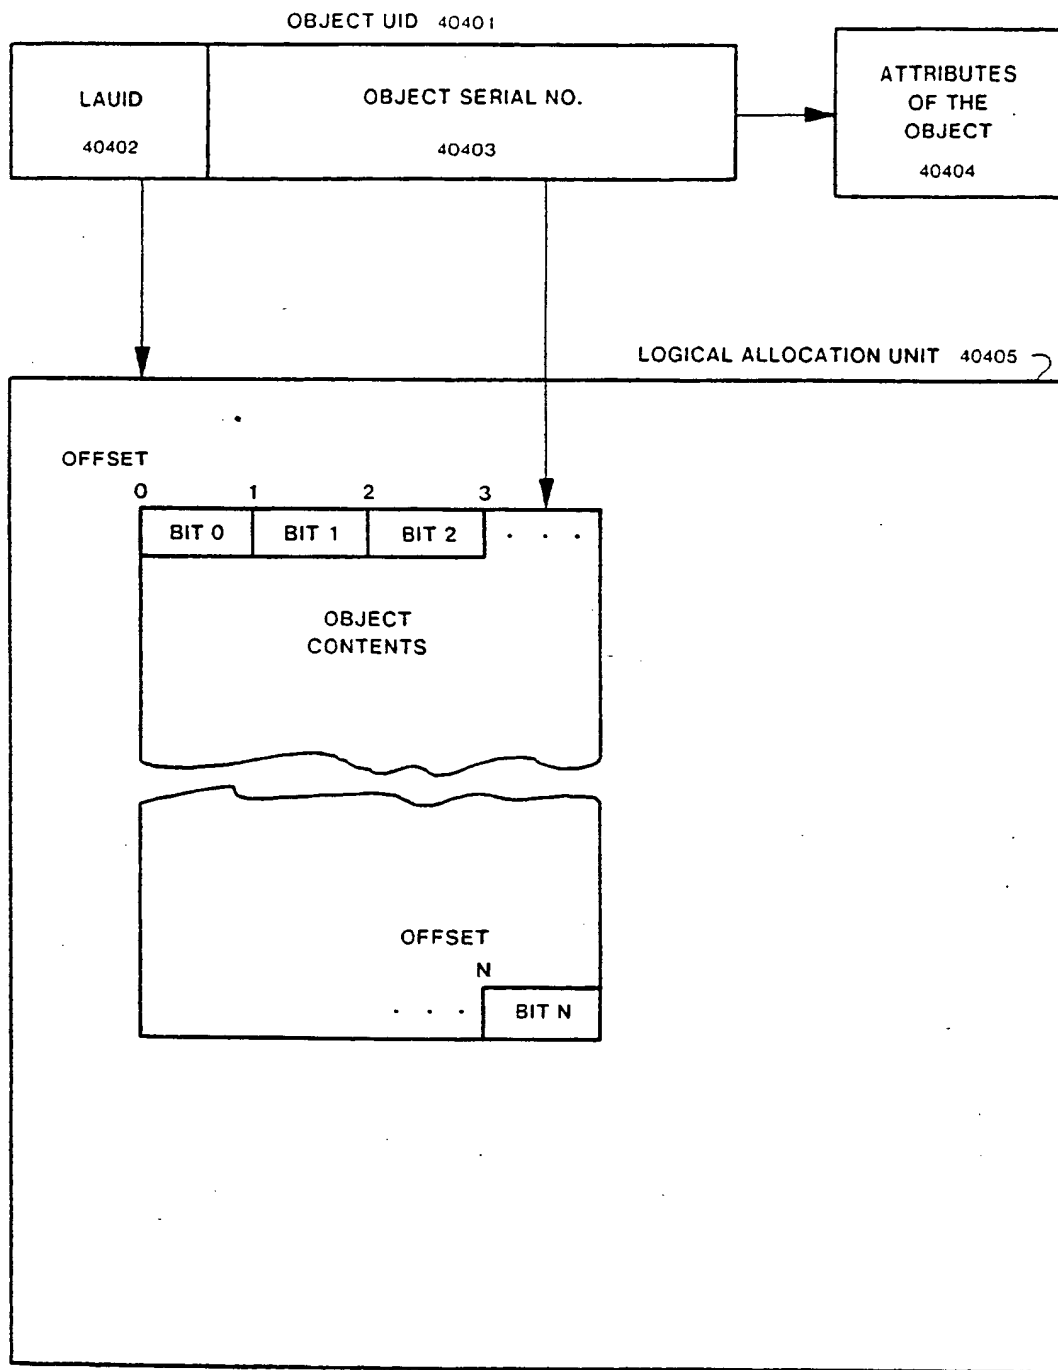 OBJECT UID 40401
LAUID
40402
OBJECT SERIAL NO.
40403
ATTRIBUTES
OF THE
OBJECT
40404
LOGICAL ALLOCATION UNIT 40405
OFFSET
0 1 2 3
BIT 0 BIT 1 BIT 2 . . .
OBJECT
CONTENTS
OFFSET
N
. . . BIT N